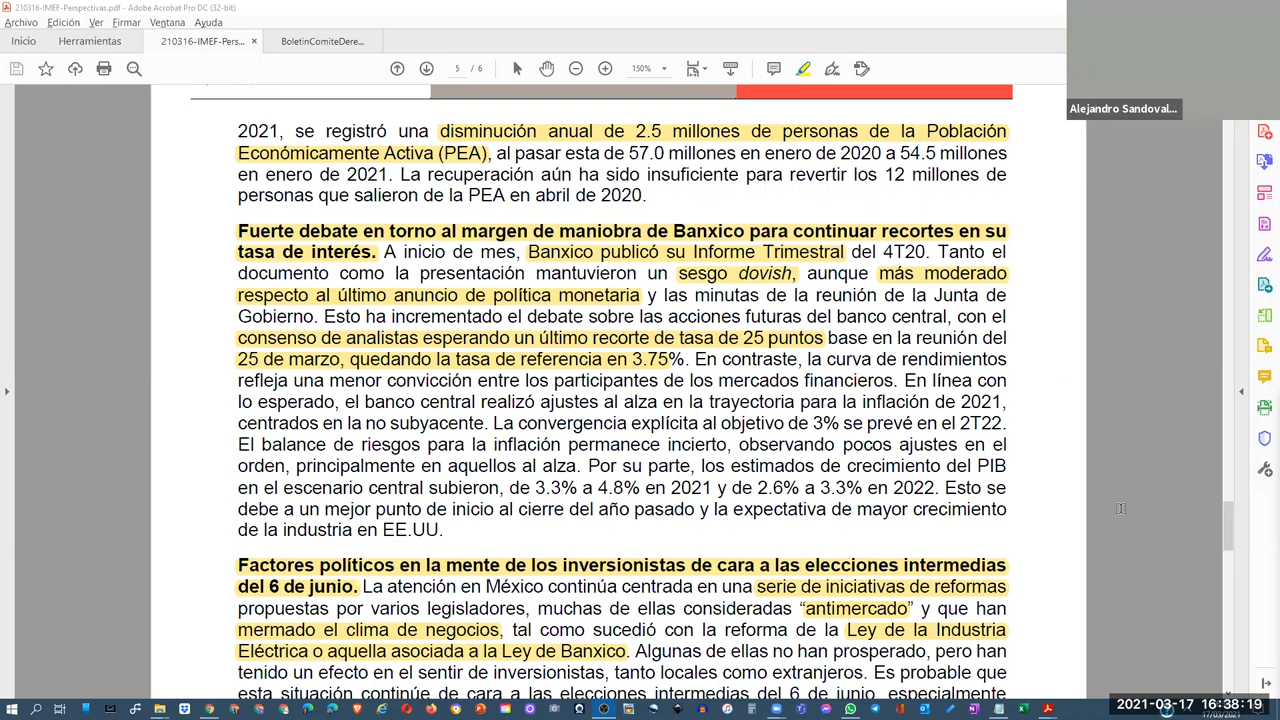 210316-IMEF-Perspectivas.pdf - Adobe Acrobat Pro DC (32-bit)
Archivo Edición Ver Firmar Ventana Ayuda
Inicio Herramientas 210316-IMEF-Pers... × BoletinComiteDere...
5 / 6 150%
Alejandro Sandoval...
2021, se registró una disminución anual de 2.5 millones de personas de la Población
Económicamente Activa (PEA), al pasar esta de 57.0 millones en enero de 2020 a 54.5 millones
en enero de 2021. La recuperación aún ha sido insuficiente para revertir los 12 millones de
personas que salieron de la PEA en abril de 2020.
Fuerte debate en torno al margen de maniobra de Banxico para continuar recortes en su
tasa de interés. A inicio de mes, Banxico publicó su Informe Trimestral del 4T20. Tanto el
documento como la presentación mantuvieron un sesgo dovish, aunque más moderado
respecto al último anuncio de política monetaria y las minutas de la reunión de la Junta de
Gobierno. Esto ha incrementado el debate sobre las acciones futuras del banco central, con el
consenso de analistas esperando un último recorte de tasa de 25 puntos base en la reunión del
25 de marzo, quedando la tasa de referencia en 3.75%. En contraste, la curva de rendimientos
refleja una menor convicción entre los participantes de los mercados financieros. En línea con
lo esperado, el banco central realizó ajustes al alza en la trayectoria para la inflación de 2021,
centrados en la no subyacente. La convergencia explícita al objetivo de 3% se prevé en el 2T22.
El balance de riesgos para la inflación permanece incierto, observando pocos ajustes en el
orden, principalmente en aquellos al alza. Por su parte, los estimados de crecimiento del PIB
en el escenario central subieron, de 3.3% a 4.8% en 2021 y de 2.6% a 3.3% en 2022. Esto se
debe a un mejor punto de inicio al cierre del año pasado y la expectativa de mayor crecimiento
de la industria en EE.UU.
Factores políticos en la mente de los inversionistas de cara a las elecciones intermedias
del 6 de junio. La atención en México continúa centrada en una serie de iniciativas de reformas
propuestas por varios legisladores, muchas de ellas consideradas “antimercado” y que han
mermado el clima de negocios, tal como sucedió con la reforma de la Ley de la Industria
Eléctrica o aquella asociada a la Ley de Banxico. Algunas de ellas no han prosperado, pero han
tenido un efecto en el sentir de inversionistas, tanto locales como extranjeros. Es probable que
esta situación continúe de cara a las elecciones intermedias del 6 de junio, especialmente
2021-03-17 16:38:19
17/03/2021